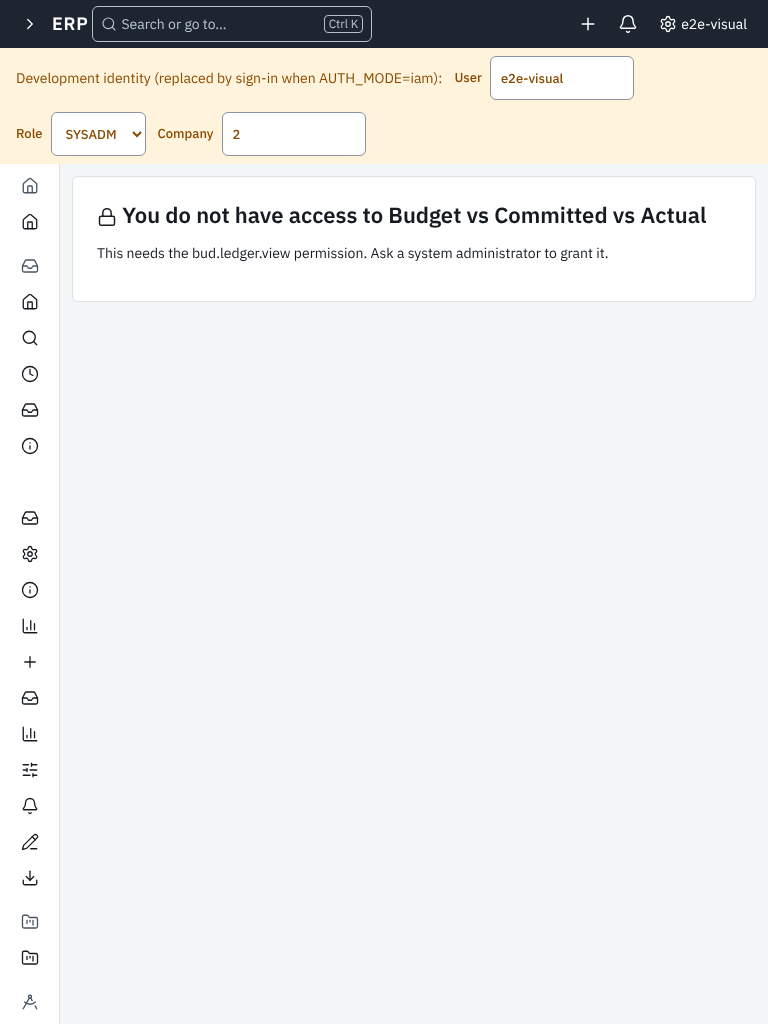 ERP Search or go to... Ctrl K e2e-visual
Development identity (replaced by sign-in when AUTH_MODE=iam): User e2e-visual
Role SYSADM Company 2
You do not have access to Budget vs Committed vs Actual
This needs the bud.ledger.view permission. Ask a system administrator to grant it.